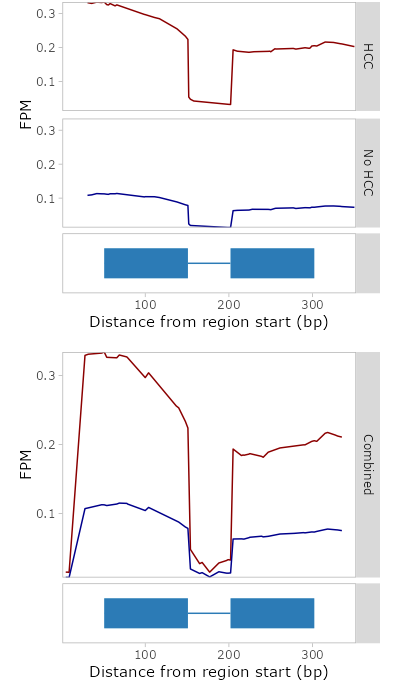 0.3
0.2
0.1
HCC
FPM
0.3
0.2
0.1
No HCC
100 200 300
Distance from region start (bp)
0.3
0.2
0.1
FPM
Combined
100 200 300
Distance from region start (bp)